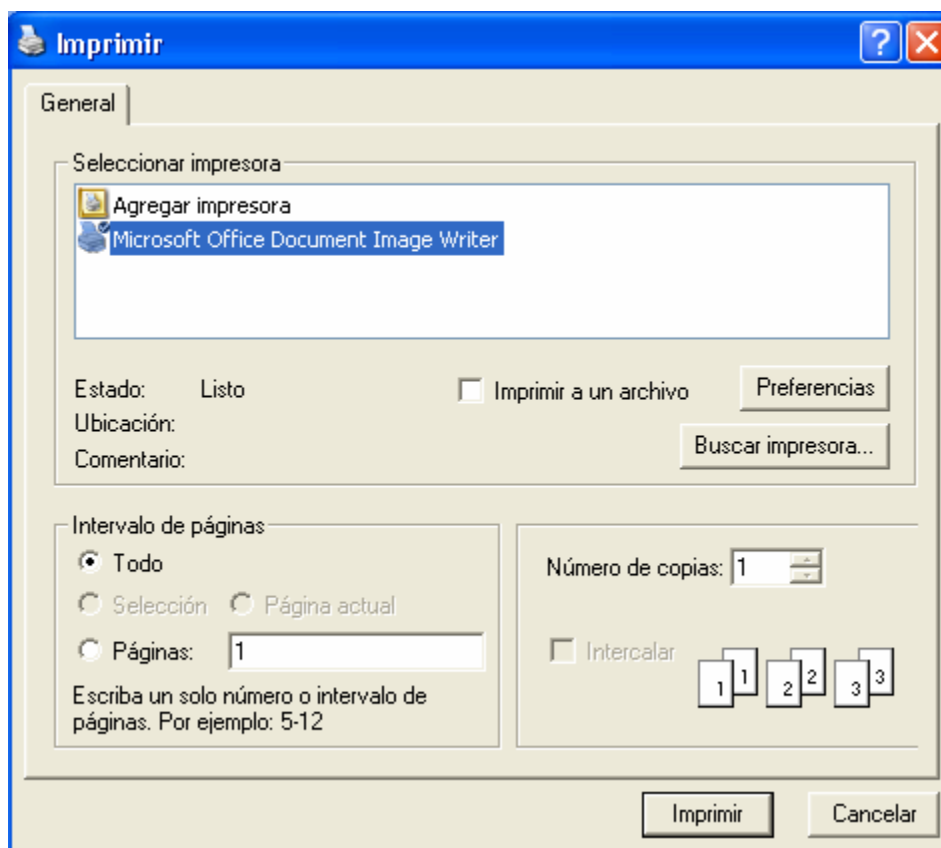 Imprimir
General
Seleccionar impresora
Agregar impresora
Microsoft Office Document Image Writer
Estado: Listo
Imprimir a un archivo
Preferencias
Ubicación:
Buscar impresora...
Comentario:
Intervalo de páginas
Todo
Selección Página actual
Páginas: 1
Escriba un solo número o intervalo de
páginas. Por ejemplo: 5-12
Número de copias: 1
Intercalar
1 1 2 2 3 3
Imprimir Cancelar